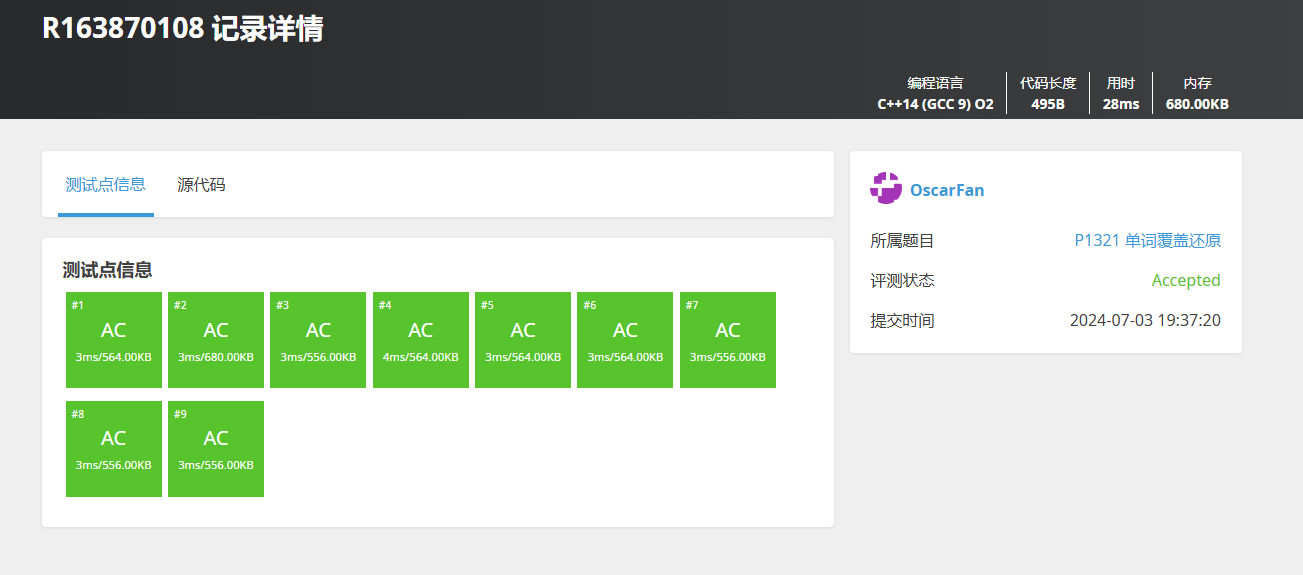 R163870108 记录详情
编程语言 代码长度 用时 内存
C++14 (GCC 9) O2 495B 28ms 680.00KB
测试点信息 源代码
测试点信息
#1 #2 #3 #4 #5 #6 #7
AC AC AC AC AC AC AC
3ms/564.00KB 3ms/680.00KB 3ms/556.00KB 4ms/564.00KB 3ms/564.00KB 3ms/564.00KB 3ms/556.00KB
#8 #9
AC AC
3ms/556.00KB 3ms/556.00KB
OscarFan
所属题目 P1321 单词覆盖还原
评测状态 Accepted
提交时间 2024-07-03 19:37:20